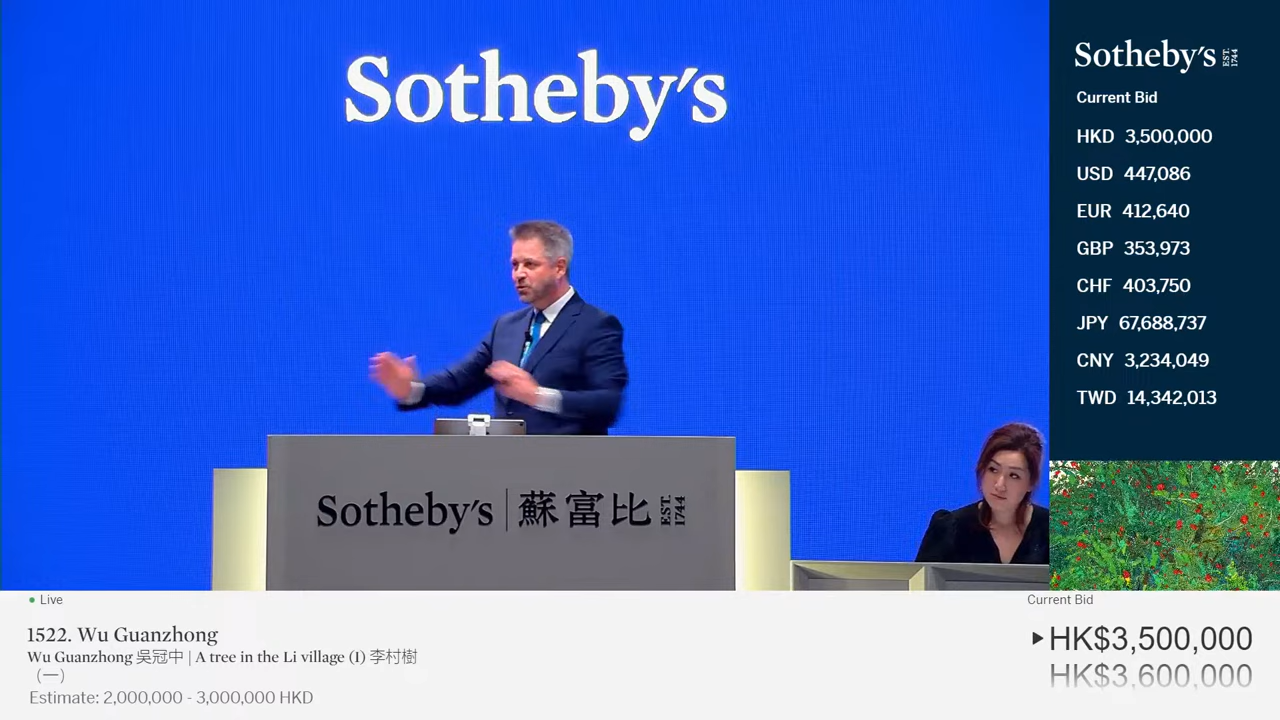 Sotheby's
Sotheby's EST. 1744
Current Bid
HKD 3,500,000
USD 447,086
EUR 412,640
GBP 353,973
CHF 403,750
JPY 67,688,737
CNY 3,234,049
TWD 14,342,013
Sotheby's | 蘇富比 EST. 1744
Live
1522. Wu Guanzhong
Wu Guanzhong 吳冠中 | A tree in the Li village (I) 李村樹
（一）
Estimate: 2,000,000 - 3,000,000 HKD
Current Bid
HK$3,500,000
HK$3,600,000